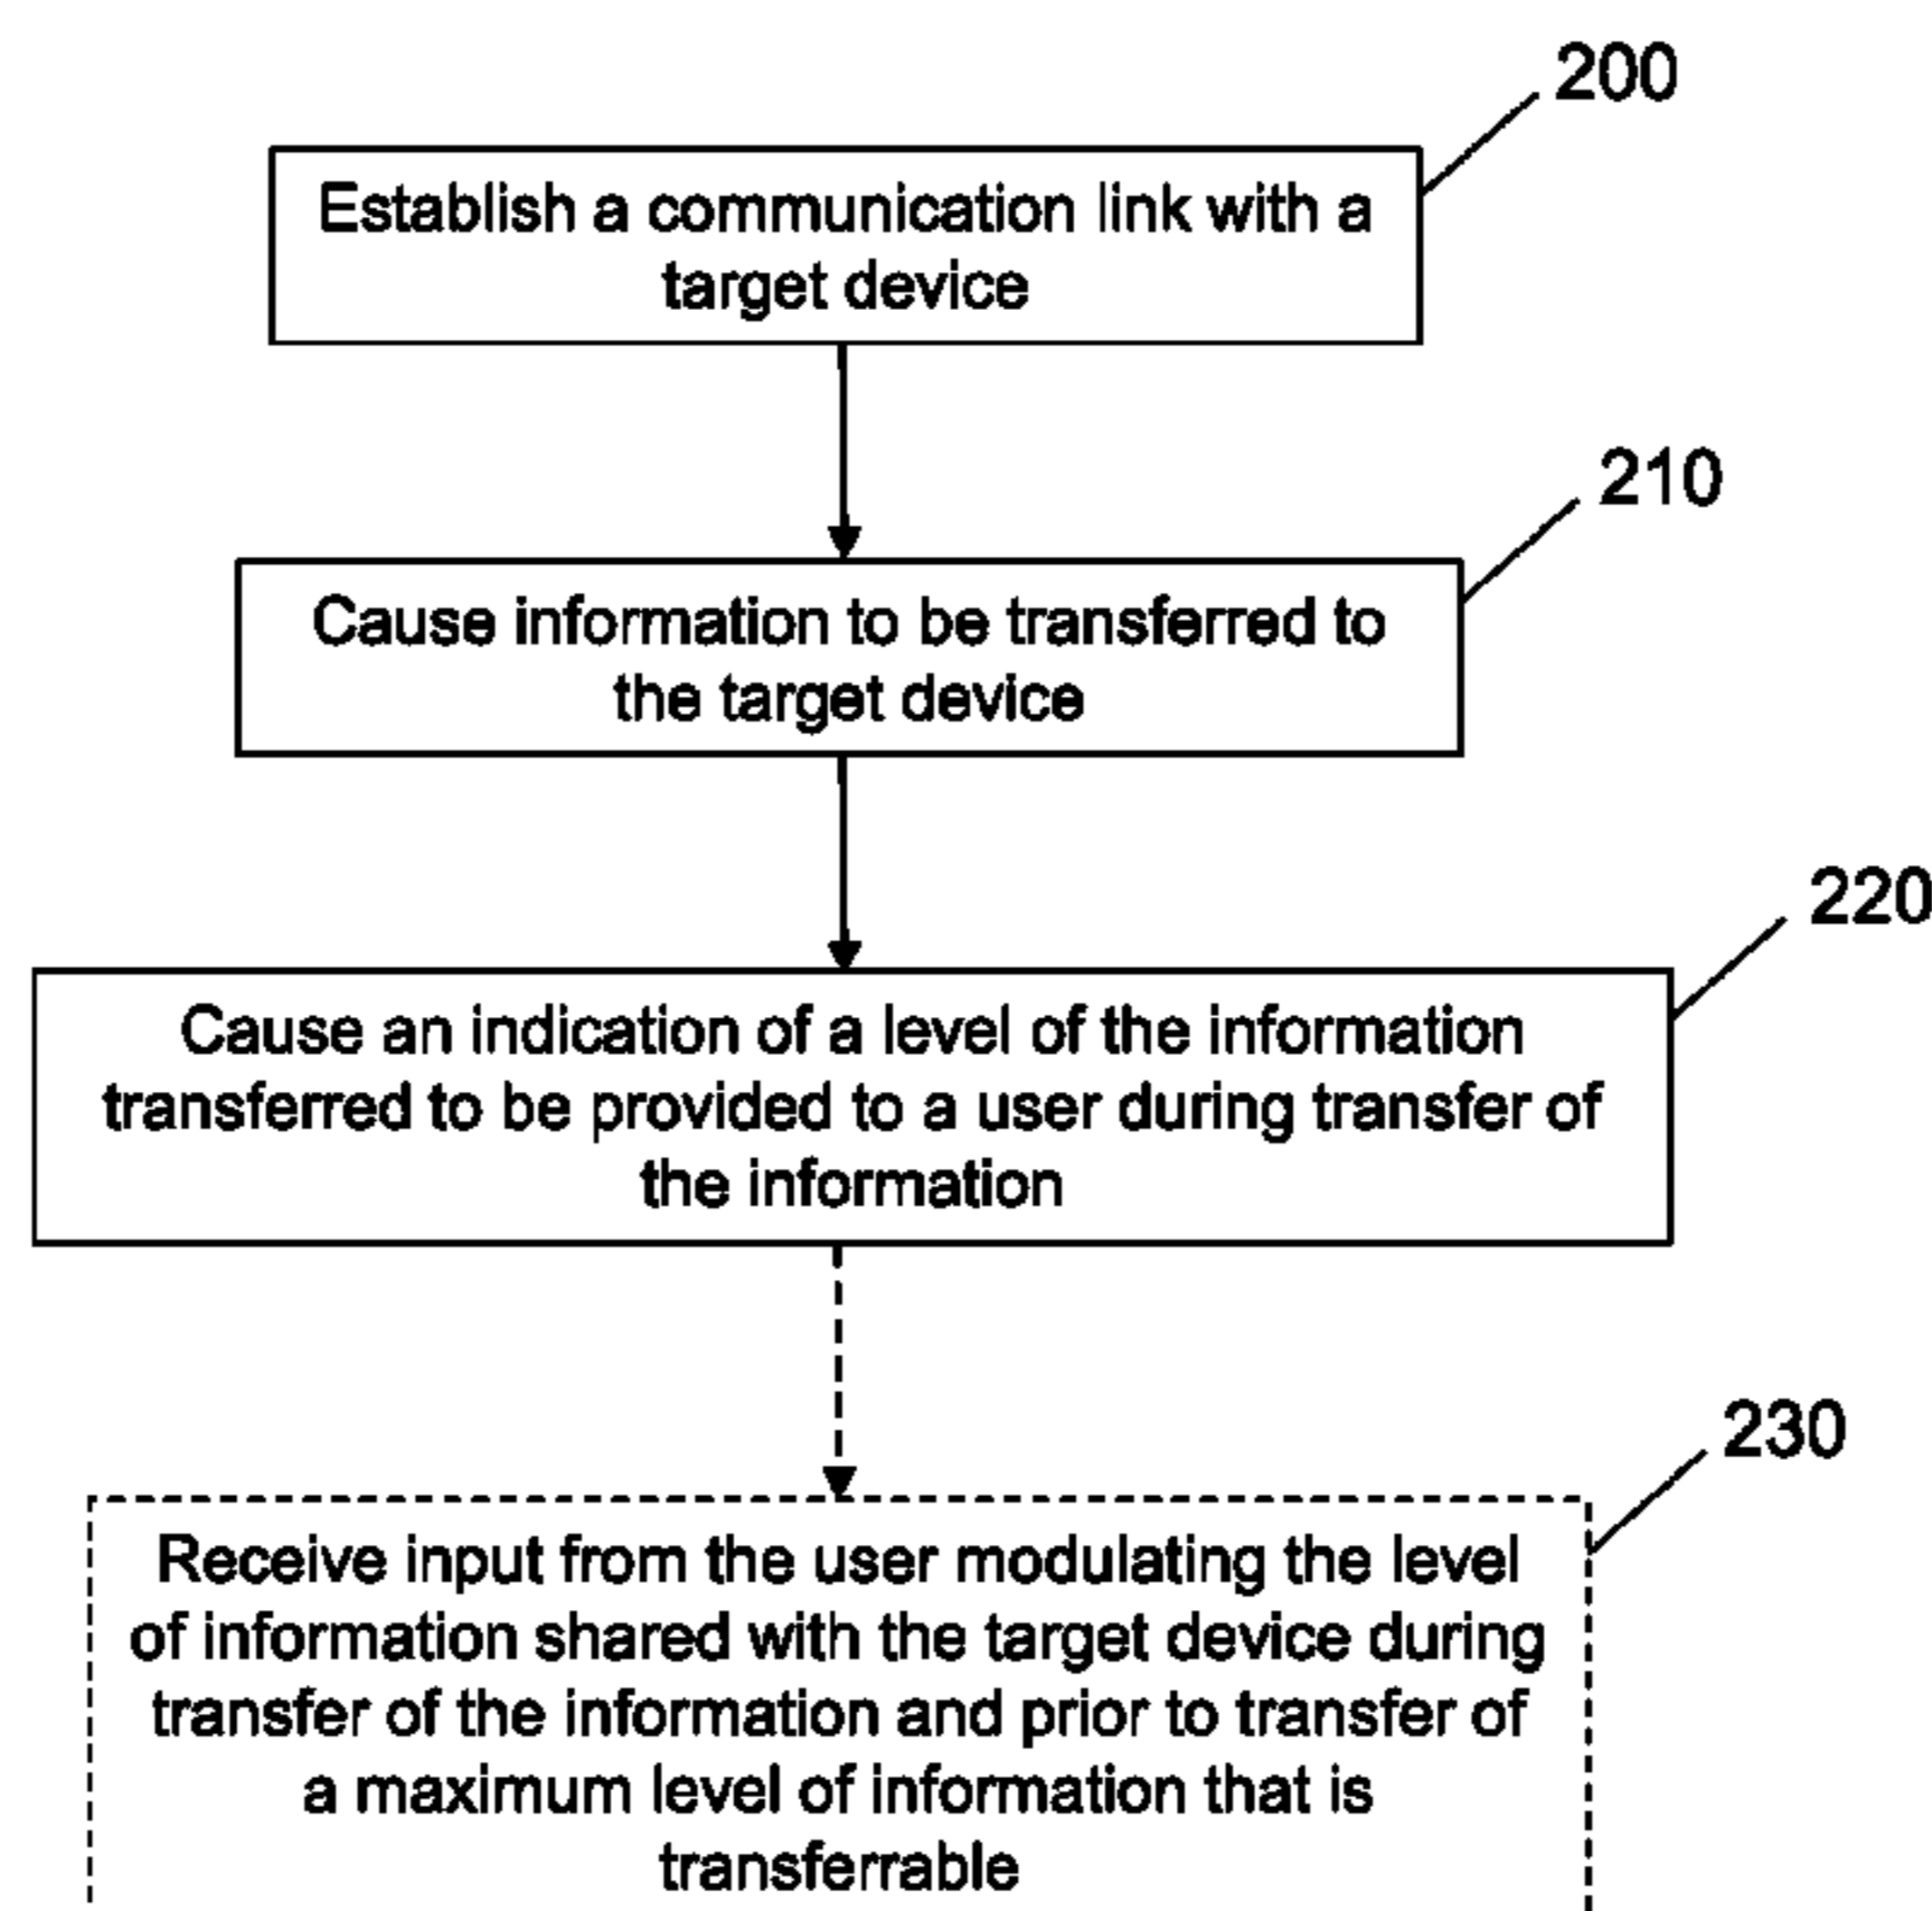 200
Establish a communication link with a
target device
210
Cause information to be transferred to
the target device
220
Cause an indication of a level of the information
transferred to be provided to a user during transfer of
the information
230
Receive input from the user modulating the level
of information shared with the target device during
transfer of the information and prior to transfer of
a maximum level of information that is
transferrable